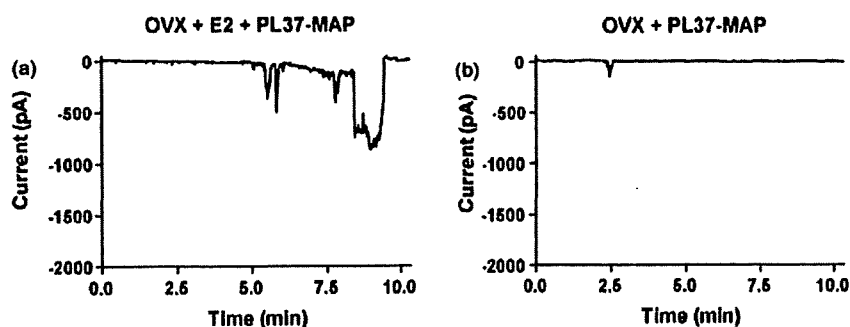 OVX + E2 + PL37-MAP
(a)
Current (pA)
0
-500
-1000
-1500
-2000
0.0 2.5 5.0 7.5 10.0
Time (min)
OVX + PL37-MAP
(b)
Current (pA)
0
-500
-1000
-1500
-2000
0.0 2.5 5.0 7.5 10.0
Time (min)